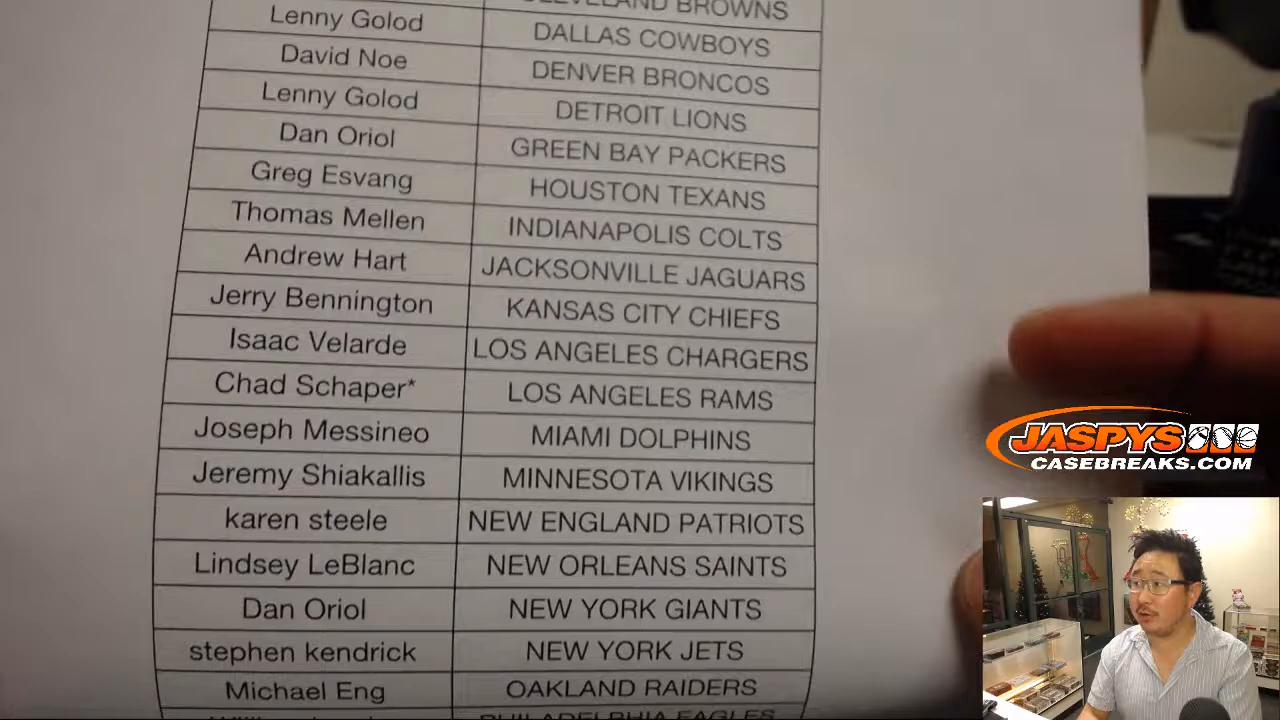 CLEVELAND BROWNS
Lenny Golod DALLAS COWBOYS
David Noe DENVER BRONCOS
Lenny Golod DETROIT LIONS
Dan Oriol GREEN BAY PACKERS
Greg Esvang HOUSTON TEXANS
Thomas Mellen INDIANAPOLIS COLTS
Andrew Hart JACKSONVILLE JAGUARS
Jerry Bennington KANSAS CITY CHIEFS
Isaac Velarde LOS ANGELES CHARGERS
Chad Schaper* LOS ANGELES RAMS
Joseph Messineo MIAMI DOLPHINS
Jeremy Shiakallis MINNESOTA VIKINGS
karen steele NEW ENGLAND PATRIOTS
Lindsey LeBlanc NEW ORLEANS SAINTS
Dan Oriol NEW YORK GIANTS
stephen kendrick NEW YORK JETS
Michael Eng OAKLAND RAIDERS
PHILADELPHIA EAGLES
JASPYS
CASEBREAKS.COM